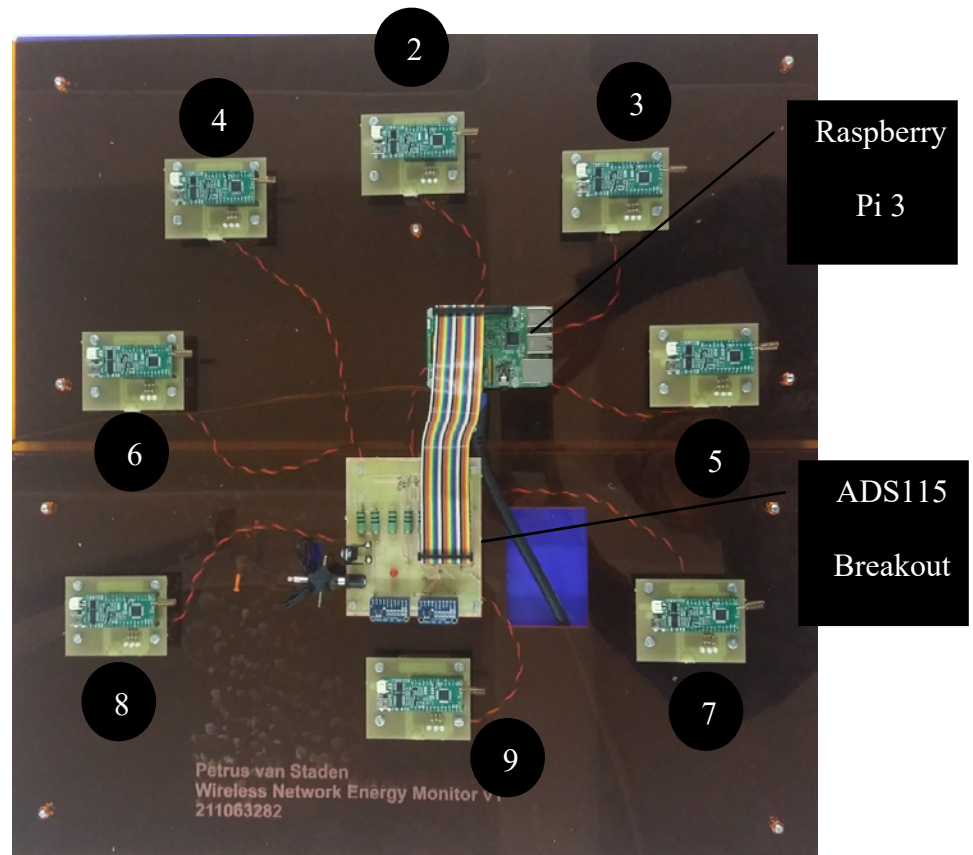 2
4
3
Raspberry
Pi 3
6
5
ADS115
Breakout
8
7
9
Petrus van Staden
Wireless Network Energy Monitor v1
211063282